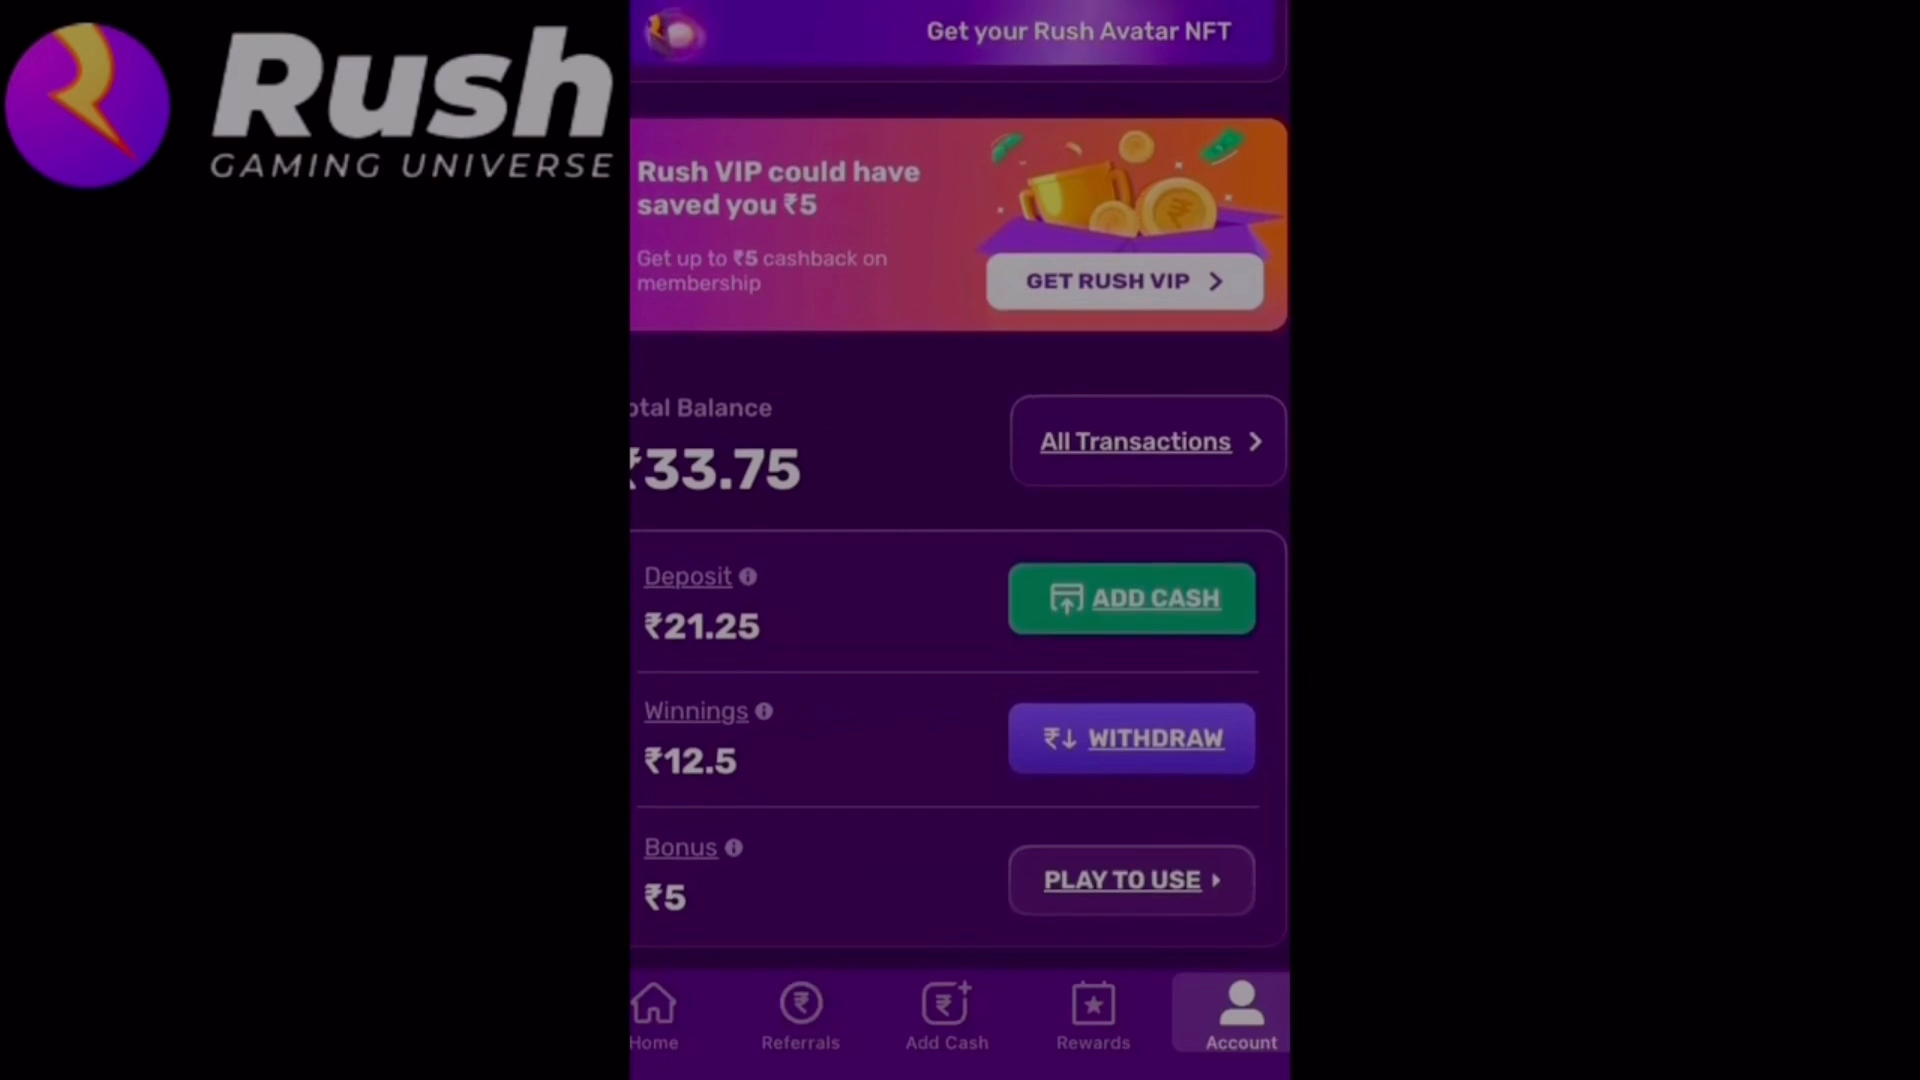 Rush
GAMING UNIVERSE
Get your Rush Avatar NFT
Rush VIP could have
saved you ₹5
Get up to ₹5 cashback on
membership
GET RUSH VIP
otal Balance
₹33.75
All Transactions
Deposit
₹21.25
ADD CASH
Winnings
₹12.5
₹↓ WITHDRAW
Bonus
₹5
PLAY TO USE
Home
Referrals
Add Cash
Rewards
Account